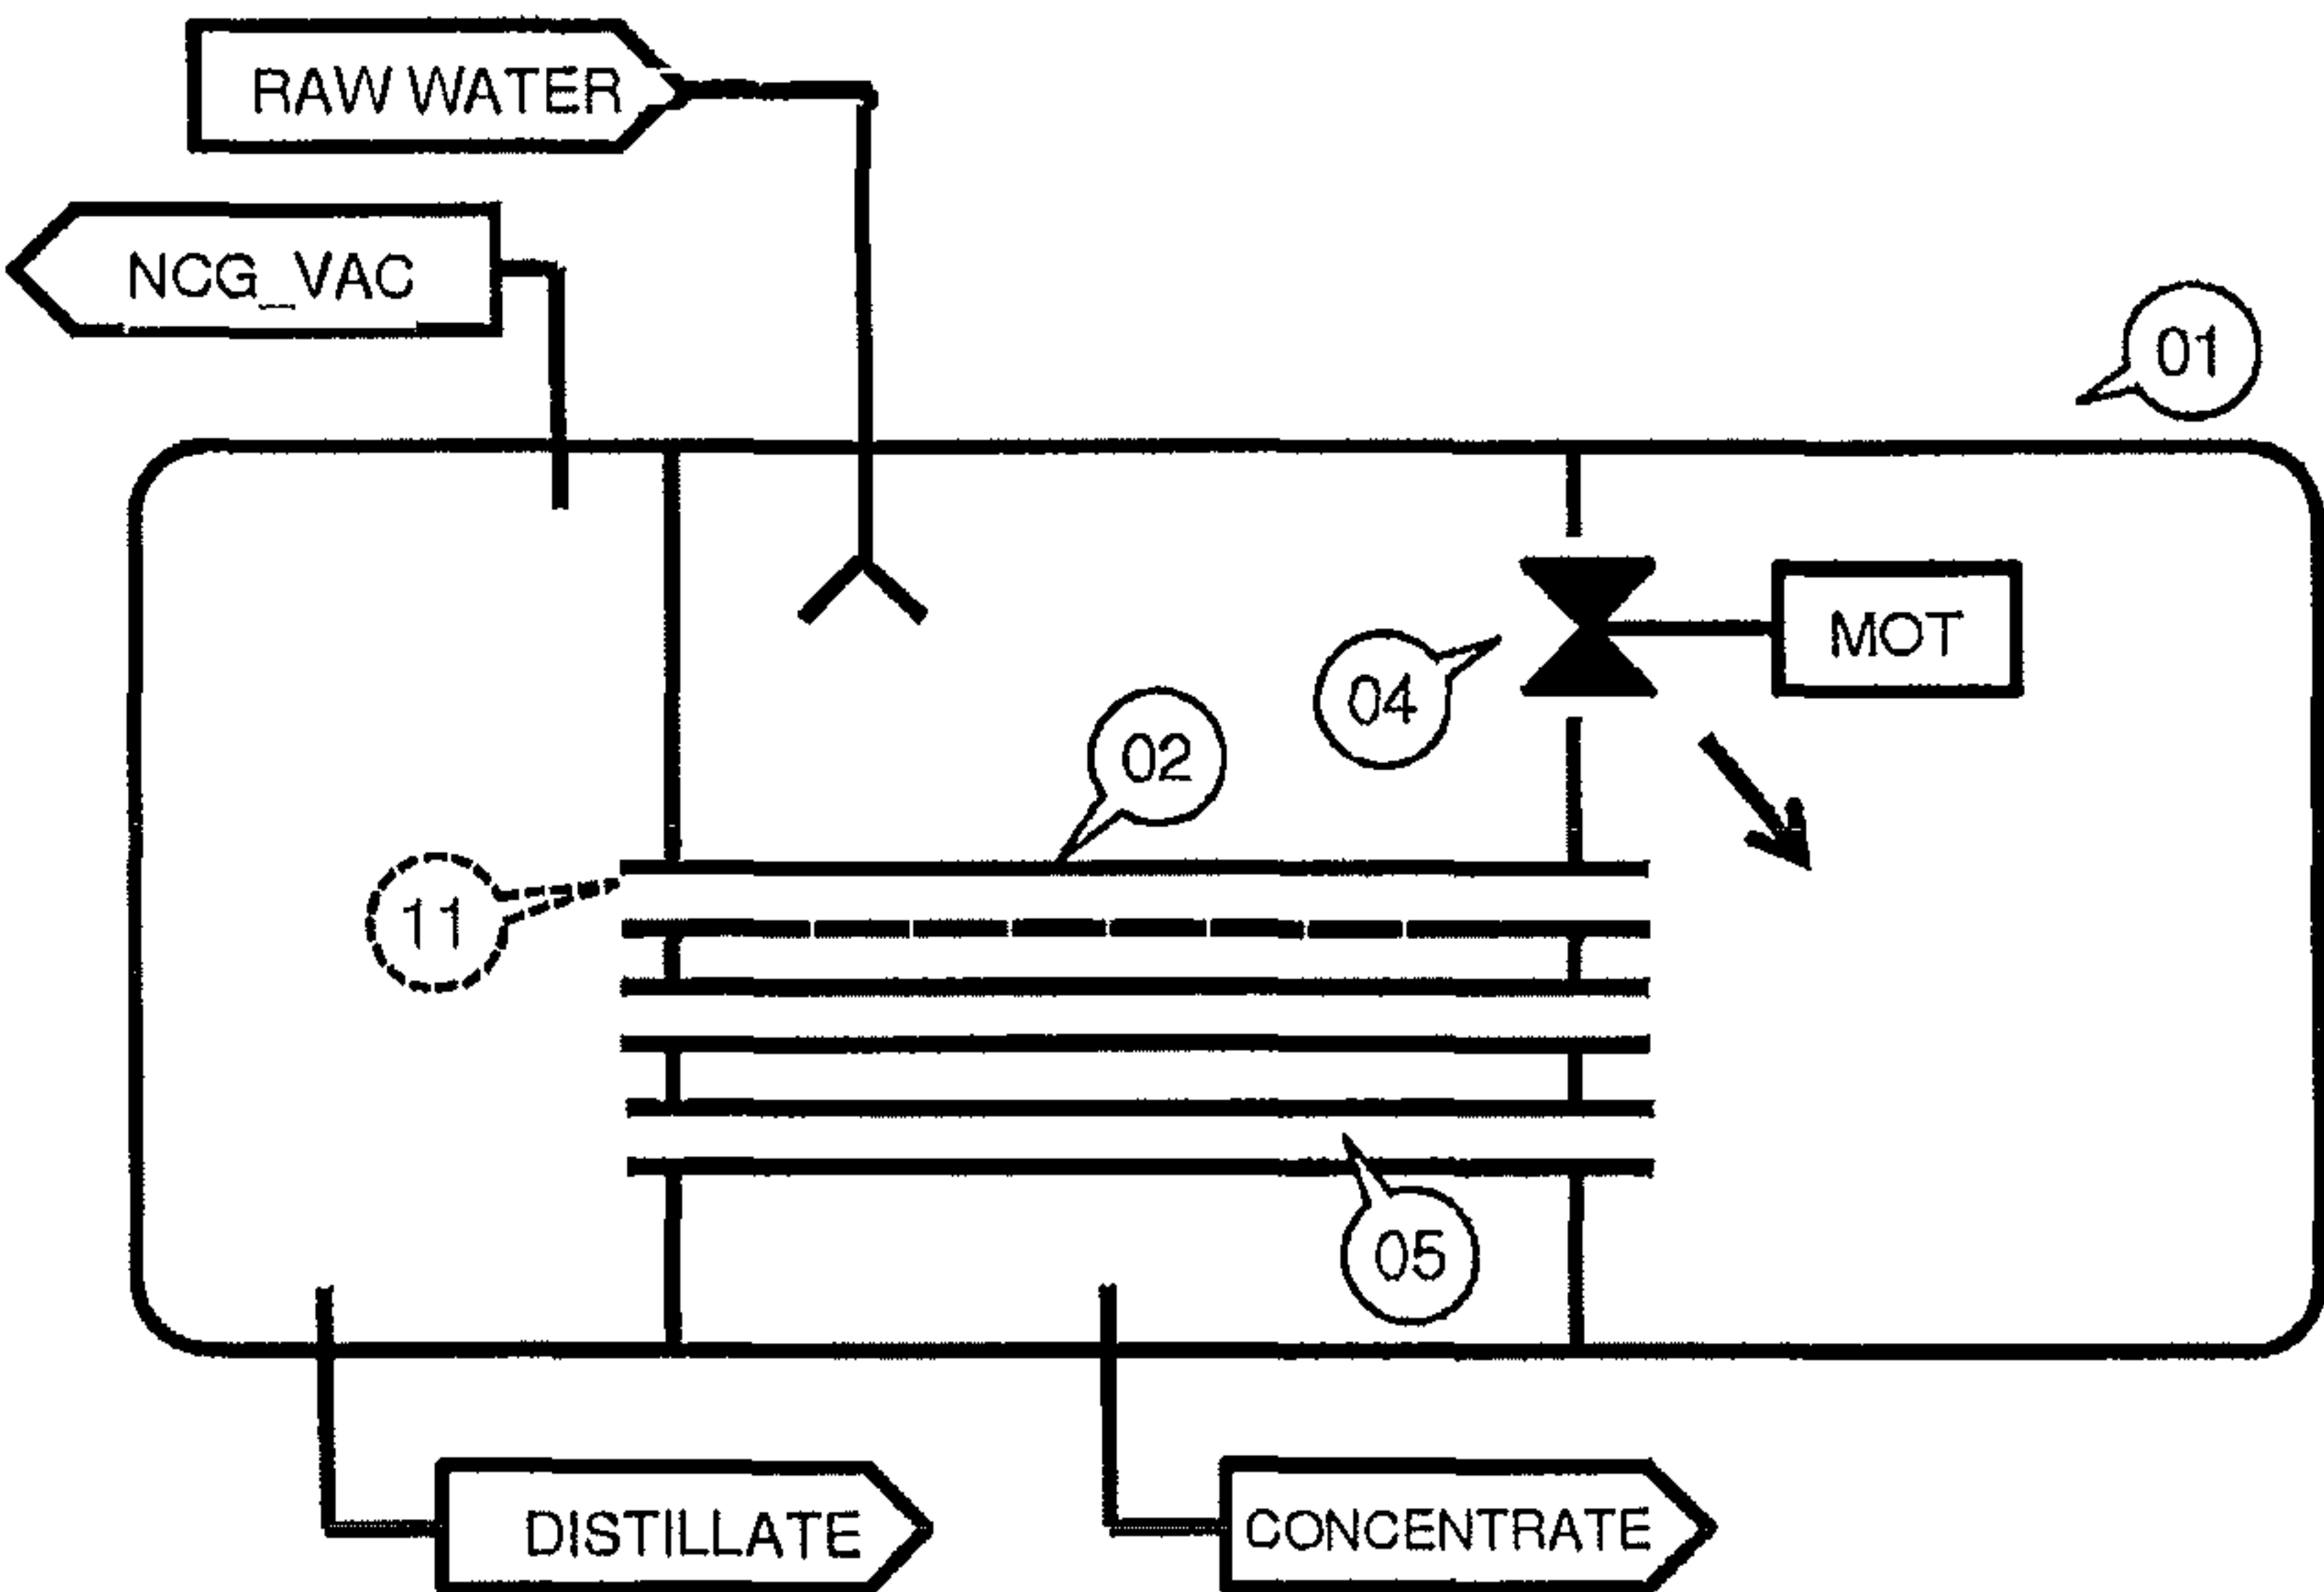 RAW WATER
NCG_VAC
01
MOT
04
02
11
05
DISTILLATE
CONCENTRATE